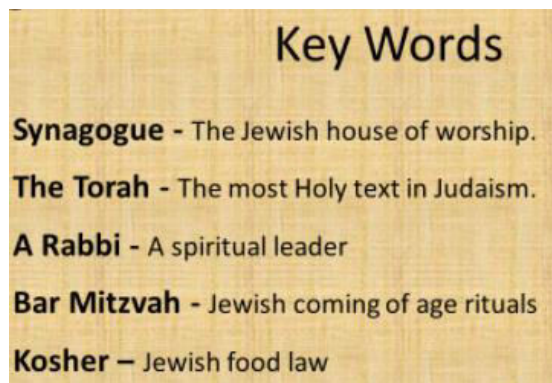 Key Words
Synagogue - The Jewish house of worship.
The Torah - The most Holy text in Judaism.
A Rabbi - A spiritual leader
Bar Mitzvah - Jewish coming of age rituals
Kosher – Jewish food law